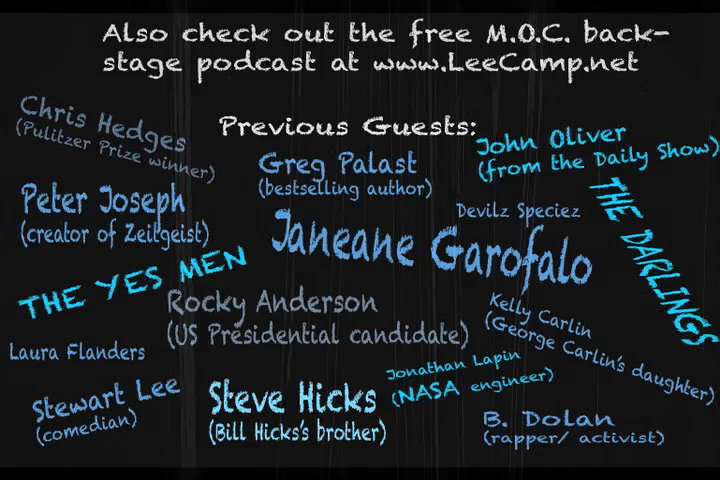 Also check out the free M.O.C. back-
stage podcast at www.LeeCamp.net
Previous Guests:
Chris Hedges
(Pulitzer Prize winner)
Greg Palast
(bestselling author)
John Oliver
(from the Daily Show)
Peter Joseph
(creator of Zeitgeist)
Devilz Speciez
Janeane Garofalo
THE DARLINGS
THE YES MEN
Rocky Anderson
(US Presidential candidate)
Kelly Carlin
(George Carlin's daughter)
Laura Flanders
Jonathan Lapin
(NASA engineer)
Stewart Lee
(comedian)
Steve Hicks
(Bill Hicks's brother)
B. Dolan
(rapper/ activist)